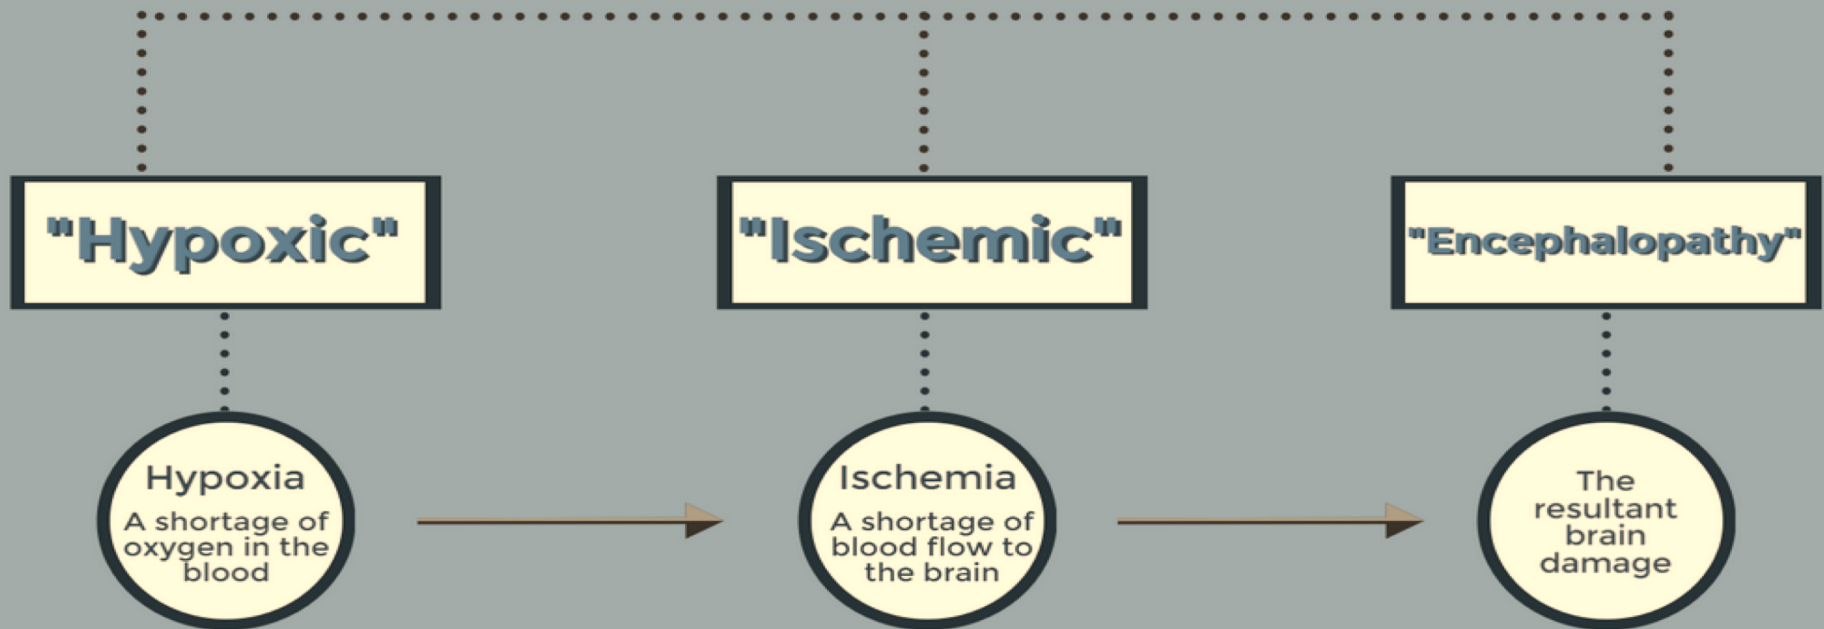 "Hypoxic"
"Ischemic"
"Encephalopathy"
Hypoxia
A shortage of
oxygen in the
blood
Ischemia
A shortage of
blood flow to
the brain
The
resultant
brain
damage